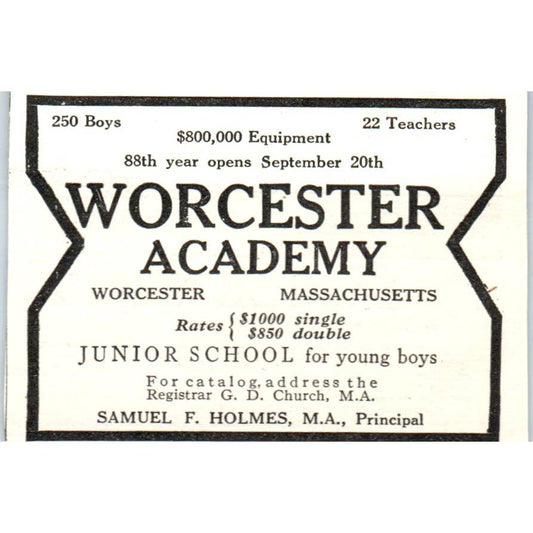 250 Boys 22 Teachers
$800,000 Equipment
88th year opens September 20th
WORCESTER
ACADEMY
WORCESTER MASSACHUSETTS
Rates { $1000 single
$850 double
JUNIOR SCHOOL for young boys
For catalog, address the
Registrar G. D. Church, M.A.
SAMUEL F. HOLMES, M.A., Principal